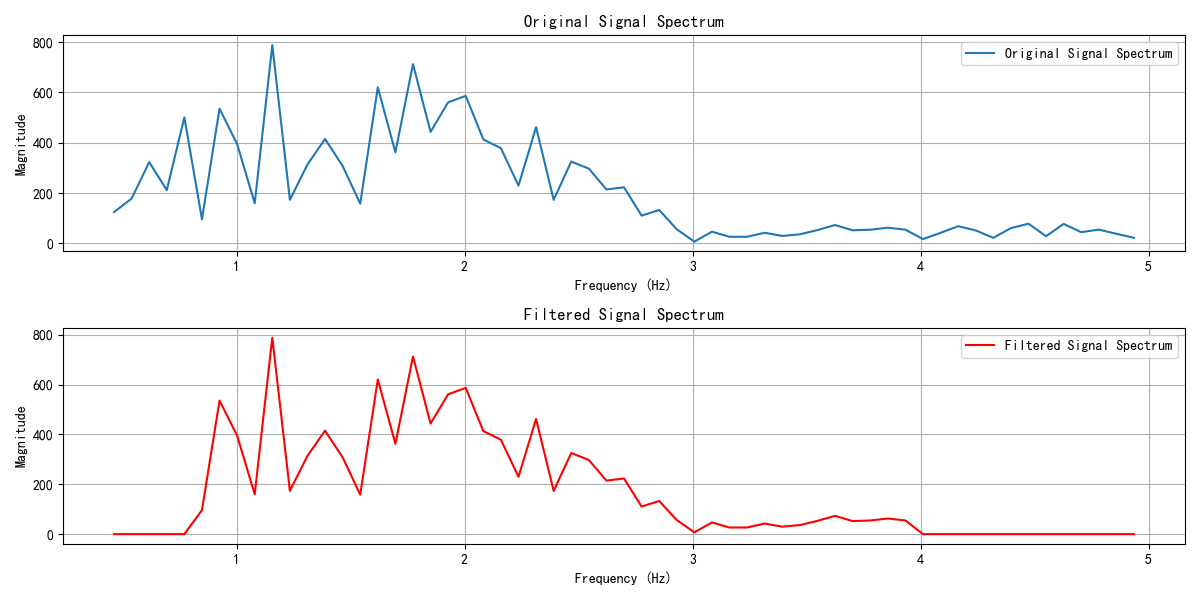 Original Signal Spectrum
800
600
400
200
0
Magnitude
Original Signal Spectrum
1 2 3 4 5
Frequency (Hz)
Filtered Signal Spectrum
800
600
400
200
0
Magnitude
Filtered Signal Spectrum
1 2 3 4 5
Frequency (Hz)